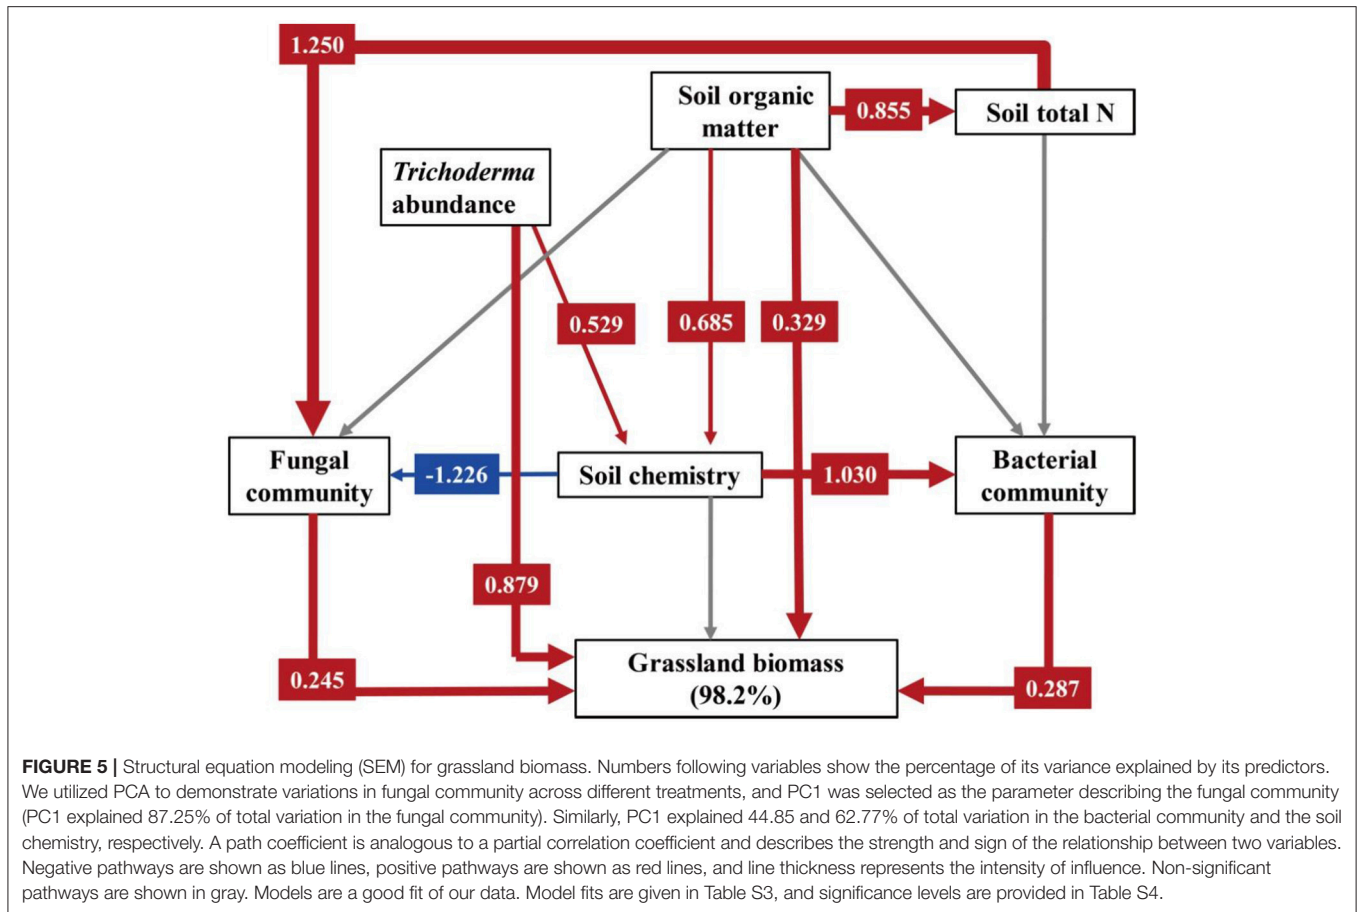 1.250
Soil organic
matter
0.855
Soil total N
Trichoderma
abundance
0.529
0.685
0.329
Fungal
community
-1.226
Soil chemistry
1.030
Bacterial
community
0.879
0.245
Grassland biomass
(98.2%)
0.287
FIGURE 5 | Structural equation modeling (SEM) for grassland biomass. Numbers following variables show the percentage of its variance explained by its predictors.
We utilized PCA to demonstrate variations in fungal community across different treatments, and PC1 was selected as the parameter describing the fungal community
(PC1 explained 87.25% of total variation in the fungal community). Similarly, PC1 explained 44.85 and 62.77% of total variation in the bacterial community and the soil
chemistry, respectively. A path coefficient is analogous to a partial correlation coefficient and describes the strength and sign of the relationship between two variables.
Negative pathways are shown as blue lines, positive pathways are shown as red lines, and line thickness represents the intensity of influence. Non-significant
pathways are shown in gray. Models are a good fit of our data. Model fits are given in Table S3, and significance levels are provided in Table S4.